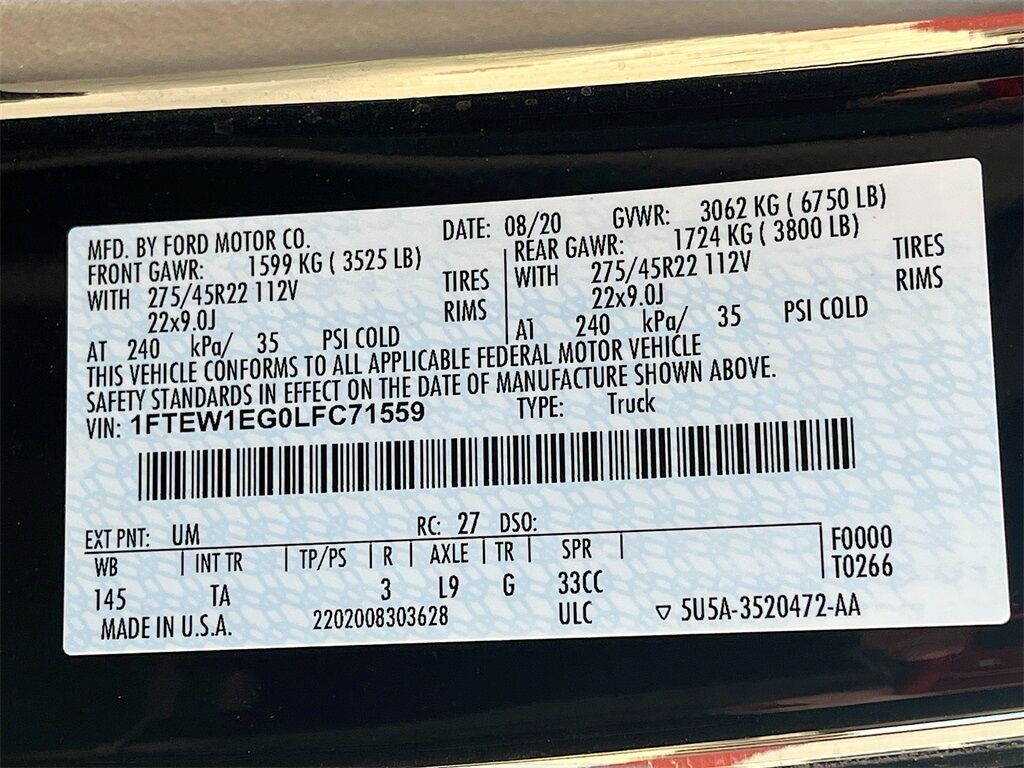 MFD. BY FORD MOTOR CO. DATE: 08/20 GVWR: 3062 KG ( 6750 LB)
FRONT GAWR: 1599 KG ( 3525 LB) REAR GAWR: 1724 KG ( 3800 LB)
WITH 275/45R22 112V TIRES WITH 275/45R22 112V TIRES
22x9.0J RIMS 22x9.0J RIMS
AT 240 kPa/ 35 PSI COLD AT 240 kPa/ 35 PSI COLD
THIS VEHICLE CONFORMS TO ALL APPLICABLE FEDERAL MOTOR VEHICLE
SAFETY STANDARDS IN EFFECT ON THE DATE OF MANUFACTURE SHOWN ABOVE.
VIN: 1FTEW1EG0LFC71559 TYPE: Truck
EXT PNT: UM RC: 27 DSO:
WB INT TR TP/PS R AXLE TR SPR F0000
145 TA 3 L9 G 33CC T0266
MADE IN U.S.A. 2202008303628 ULC ▽ 5U5A-3520472-AA